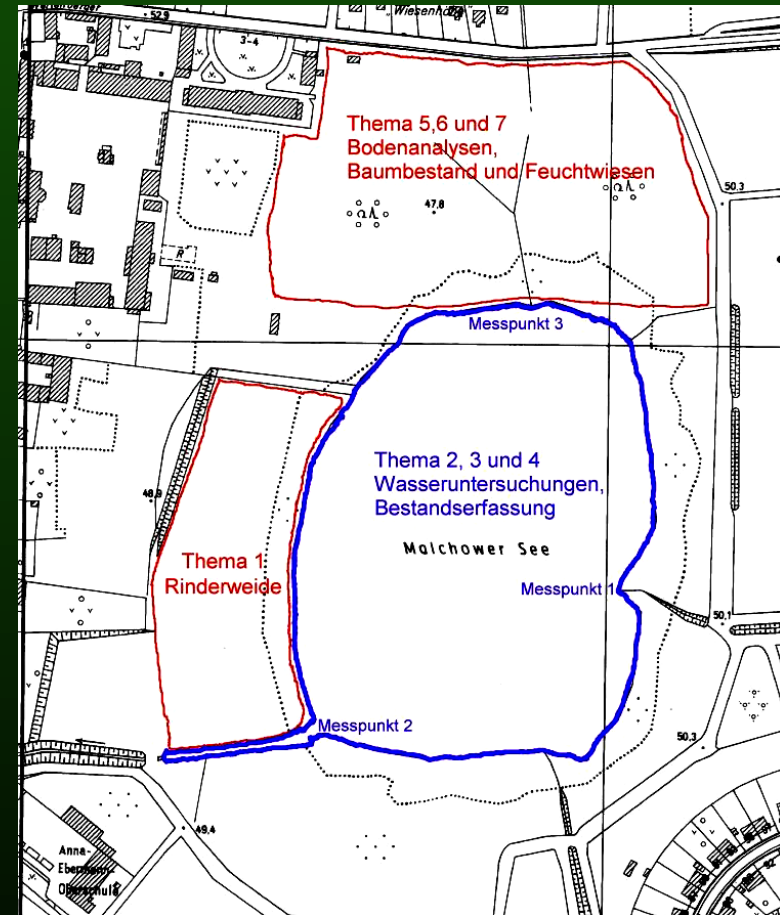 52,9
Wiesenhöhe
3-4
Thema 5,6 und 7
Bodenanalysen,
Baumbestand und Feuchtwiesen
50,3
47,8
R
Messpunkt 3
Thema 2, 3 und 4
Wasseruntersuchungen,
Bestandserfassung
48,9
Malchower See
Thema 1
Rinderweide
Messpunkt 1
50,1
Messpunkt 2
50,3
49,4
Anna-
Ebermann-
Oberschule